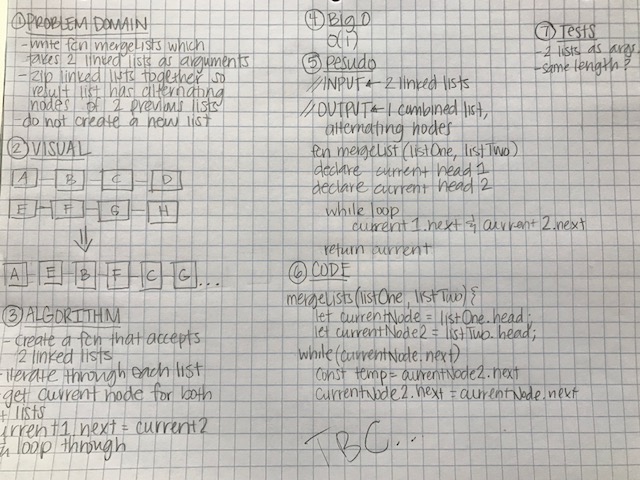 ① PROBLEM DOMAIN
- write fcn mergeLists which
takes 2 linked lists as arguments
- zip linked lists together so
result list has alternating
nodes of 2 previous lists
- do not create a new list
② VISUAL
A B C D
E F G H
A E B F C G...
③ ALGORITHM
- create a fcn that accepts
2 linked lists
- iterate through each list
- get current node for both
lists
urrent1.next = current2
loop through
④ Big O
O(i)
⑤ Pesudo
//INPUT ← 2 linked lists
//OUTPUT ← 1 combined list,
alternating nodes
fcn mergeList (listOne, listTwo)
declare current head 1
declare current head 2
while loop
current 1.next & current 2.next
return current
⑥ CODE
mergeLists(listOne, listTwo) {
let currentNode = listOne.head;
let currentNode2 = listTwo.head;
while (currentNode.next)
const temp = currentNode2.next
currentNode2.next = currentNode.next
TBC...
⑦ Tests
- 2 lists as args
- same length?